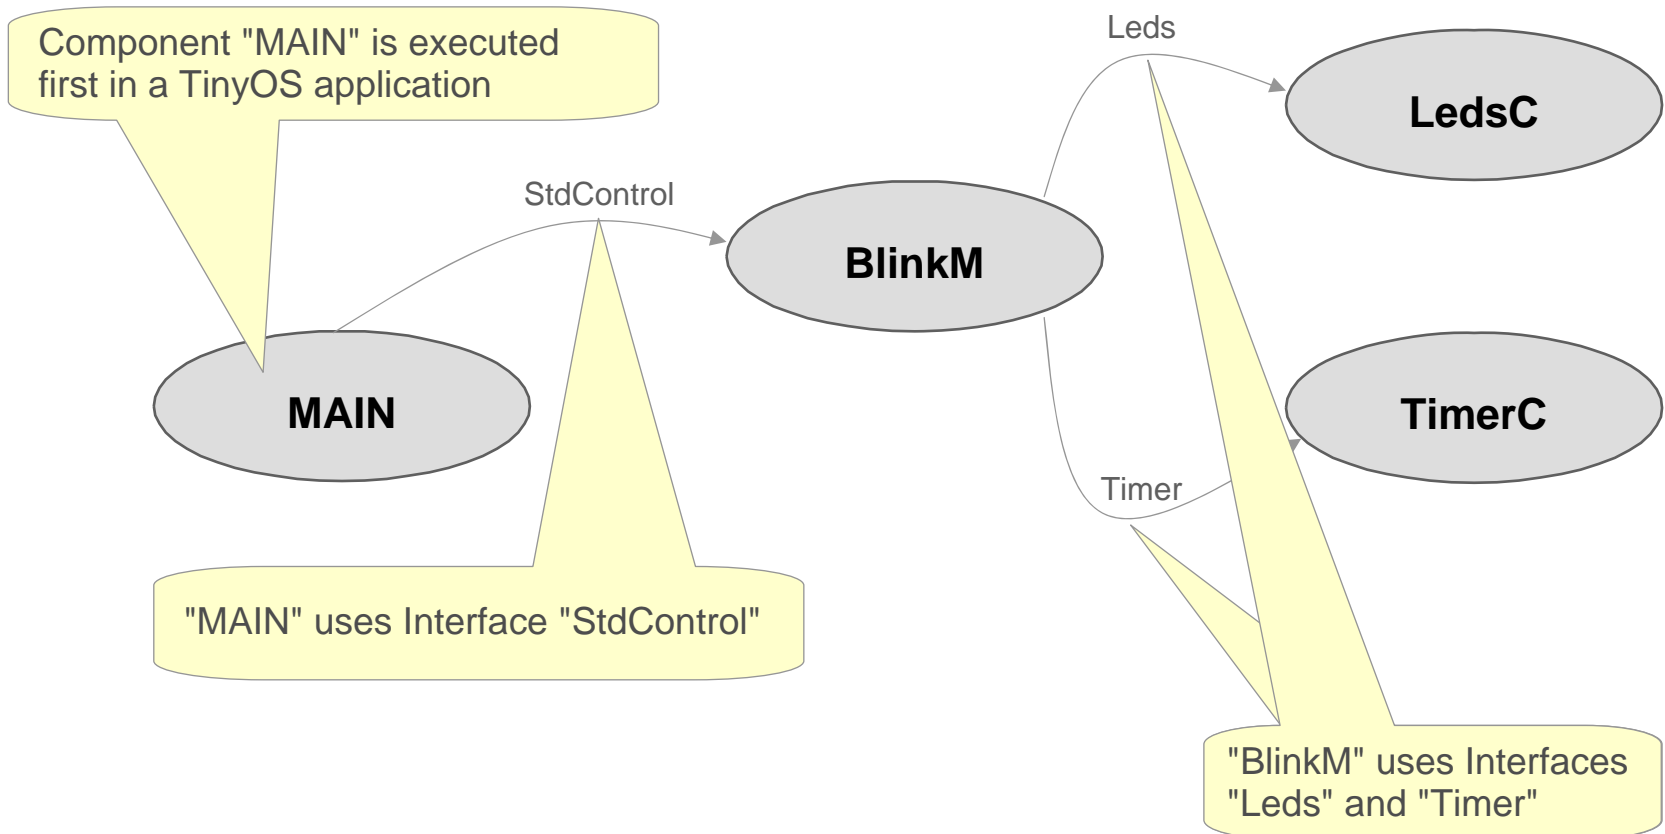 Component "MAIN" is executed
first in a TinyOS application
Leds
LedsC
StdControl
BlinkM
MAIN
TimerC
Timer
"MAIN" uses Interface "StdControl"
"BlinkM" uses Interfaces
"Leds" and "Timer"